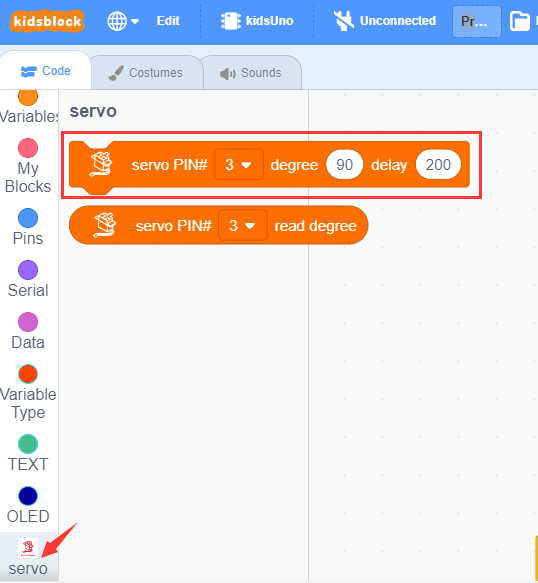 kidsblock Edit kidsUno Unconnected Pr...
Code Costumes Sounds
servo
servo PIN# 3 degree 90 delay 200
servo PIN# 3 read degree
Variables
My
Blocks
Pins
Serial
Data
Variable
Type
TEXT
OLED
servo